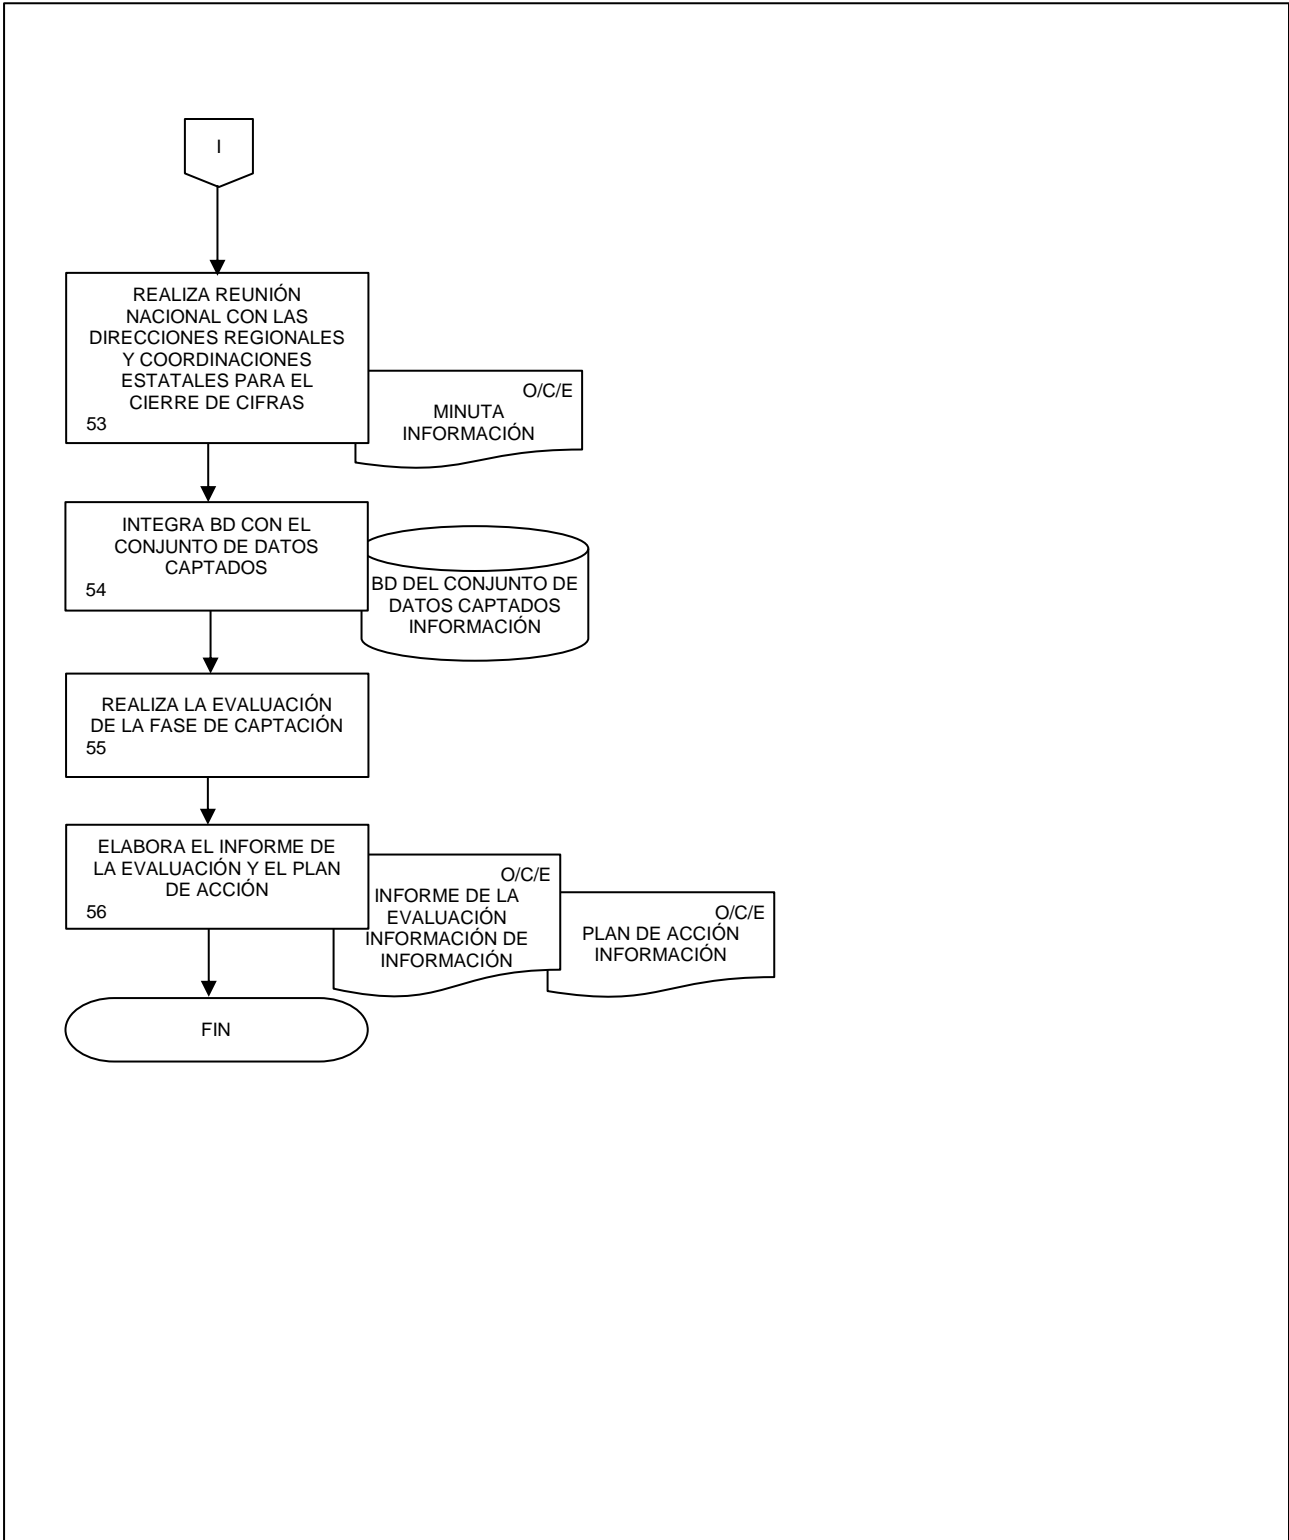 I
REALIZA REUNIÓN
NACIONAL CON LAS
DIRECCIONES REGIONALES
Y COORDINACIONES
ESTATALES PARA EL
CIERRE DE CIFRAS
53
O/C/E
MINUTA
INFORMACIÓN
INTEGRA BD CON EL
CONJUNTO DE DATOS
CAPTADOS
54
BD DEL CONJUNTO DE
DATOS CAPTADOS
INFORMACIÓN
REALIZA LA EVALUACIÓN
DE LA FASE DE CAPTACIÓN
55
ELABORA EL INFORME DE
LA EVALUACIÓN Y EL PLAN
DE ACCIÓN
56
O/C/E
INFORME DE LA
EVALUACIÓN
INFORMACIÓN DE
INFORMACIÓN
O/C/E
PLAN DE ACCIÓN
INFORMACIÓN
FIN